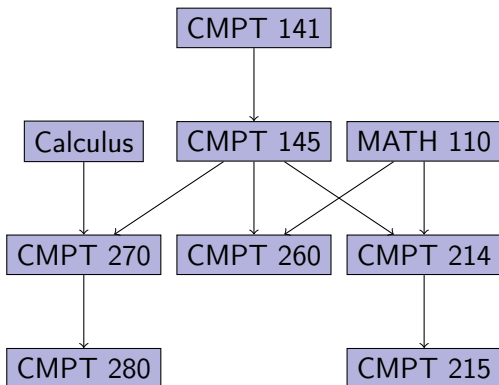 CMPT 141
Calculus
CMPT 145
MATH 110
CMPT 270
CMPT 260
CMPT 214
CMPT 280
CMPT 215